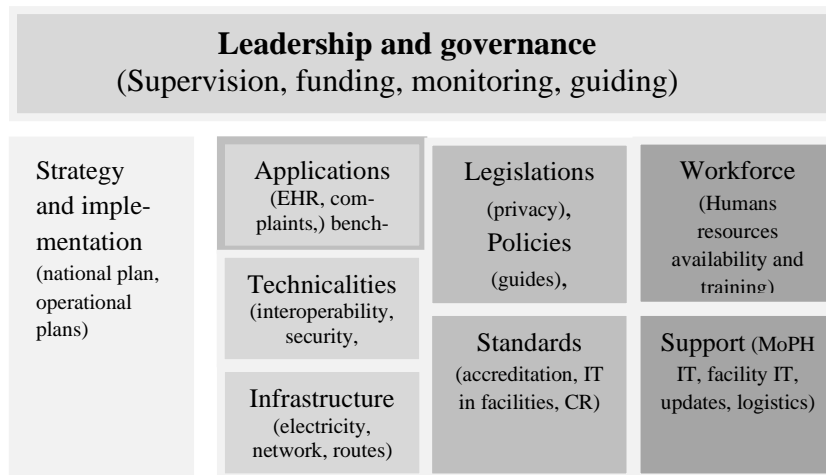 Leadership and governance
(Supervision, funding, monitoring, guiding)
Strategy
and imple-
mentation
(national plan,
operational
plans)
Applications
(EHR, com-
plaints,) bench-
Technicalities
(interoperability,
security,
Infrastructure
(electricity,
network, routes)
Legislations
(privacy),
Policies
(guides),
Standards
(accreditation, IT
in facilities, CR)
Workforce
(Humans
resources
availability and
training)
Support (MoPH
IT, facility IT,
updates, logistics)